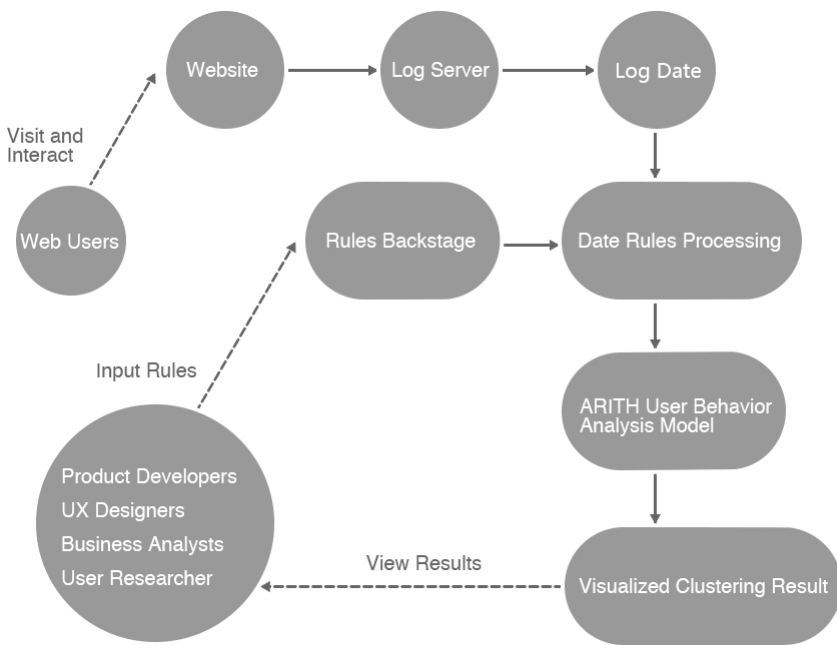 Website
Log Server
Log Date
Visit and
Interact
Web Users
Rules Backstage
Date Rules Processing
Input Rules
ARITH User Behavior
Analysis Model
Product Developers
UX Designers
Business Analysts
User Researcher
View Results
Visualized Clustering Result